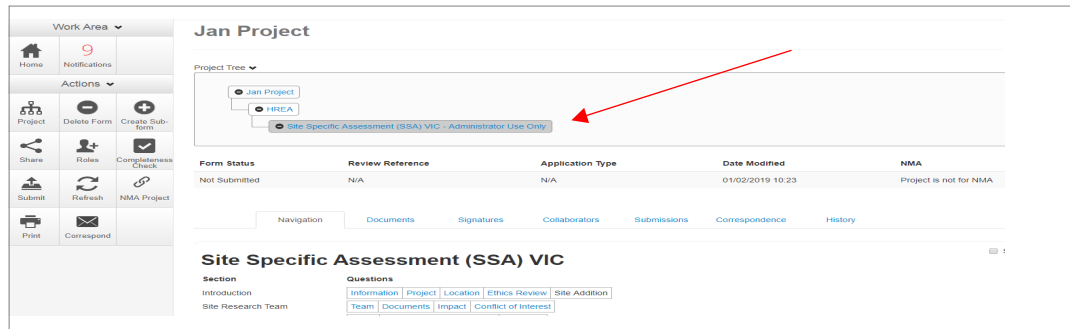 Work Area
Jan Project
Home
9
Notifications
Project Tree
Actions
Jan Project
HREA
Site Specific Assessment (SSA) VIC - Administrator Use Only
Project
Delete Form
Create Sub-form
Share
Roles
Completeness Check
Submit
Refresh
NMA Project
Print
Correspond
Form Status Review Reference Application Type Date Modified NMA
Not Submitted N/A N/A 01/02/2019 10:23 Project is not for NMA
Navigation Documents Signatures Collaborators Submissions Correspondence History
Site Specific Assessment (SSA) VIC
Section Questions
Introduction Information Project Location Ethics Review Site Addition
Site Research Team Team Documents Impact Conflict of Interest